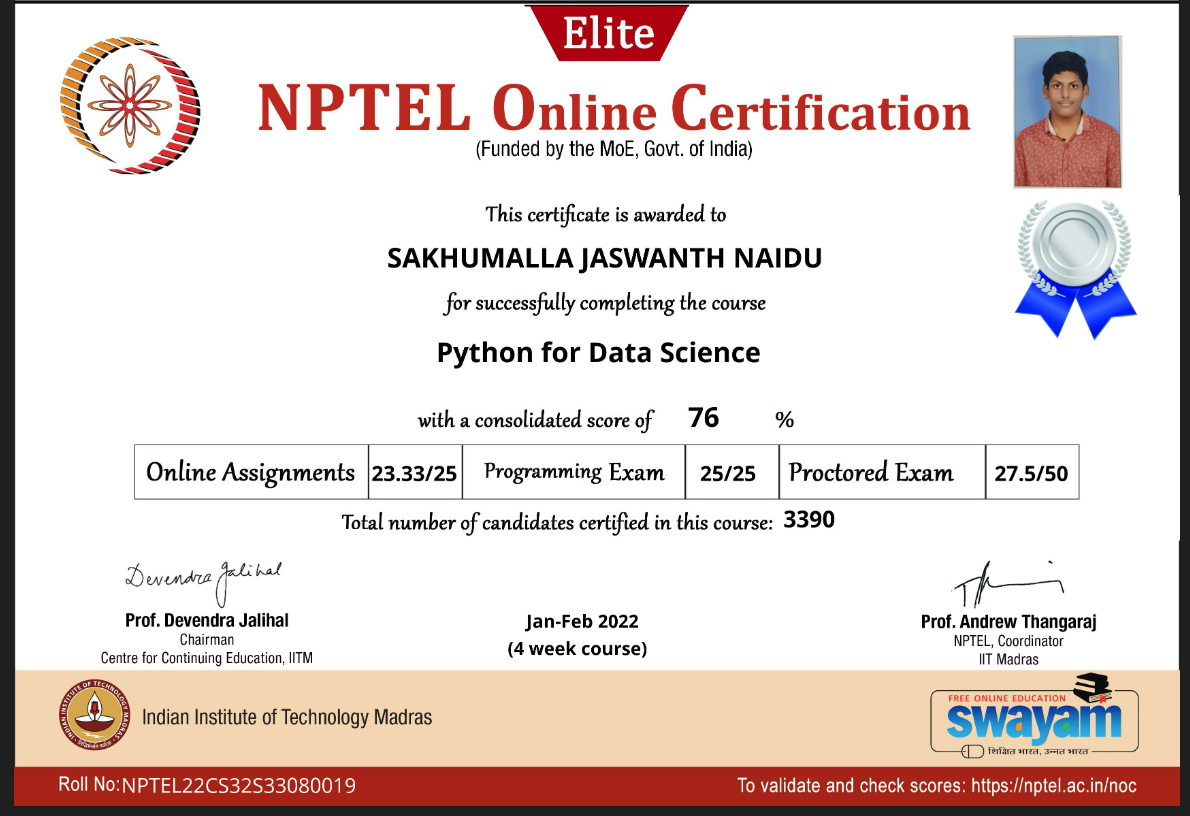 Elite
NPTEL Online Certification
(Funded by the MoE, Govt. of India)
This certificate is awarded to
SAKHUMALLA JASWANTH NAIDU
for successfully completing the course
Python for Data Science
with a consolidated score of 76 %
Online Assignments 23.33/25 Programming Exam 25/25 Proctored Exam 27.5/50
Total number of candidates certified in this course: 3390
Devendra Jalihal
Prof. Devendra Jalihal
Chairman
Centre for Continuing Education, IITM
Jan-Feb 2022
(4 week course)
Prof. Andrew Thangaraj
NPTEL, Coordinator
IIT Madras
INDIAN INSTITUTE OF TECHNOLOGY MADRAS
Indian Institute of Technology Madras
FREE ONLINE EDUCATION
swayam
शिक्षित भारत, उन्नत भारत
Roll No:NPTEL22CS32S33080019
To validate and check scores: https://nptel.ac.in/noc